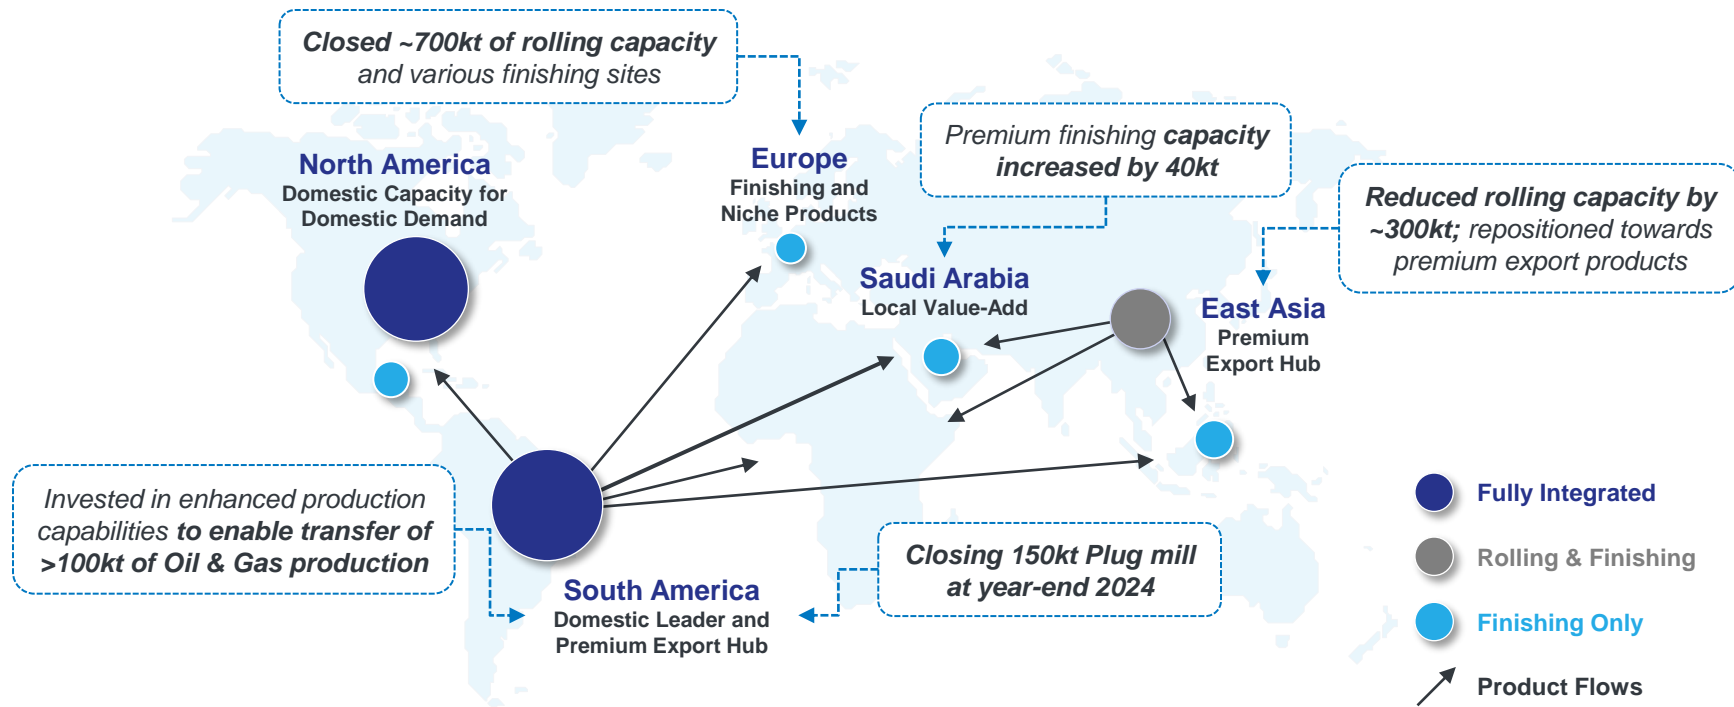 Closed ~700kt of rolling capacity
and various finishing sites
Premium finishing capacity
increased by 40kt
North America
Domestic Capacity for
Domestic Demand
Europe
Finishing and
Niche Products
Reduced rolling capacity by
~300kt; repositioned towards
premium export products
Saudi Arabia
Local Value-Add
East Asia
Premium
Export Hub
Invested in enhanced production
capabilities to enable transfer of
>100kt of Oil & Gas production
South America
Domestic Leader and
Premium Export Hub
Closing 150kt Plug mill
at year-end 2024
Fully Integrated
Rolling & Finishing
Finishing Only
Product Flows